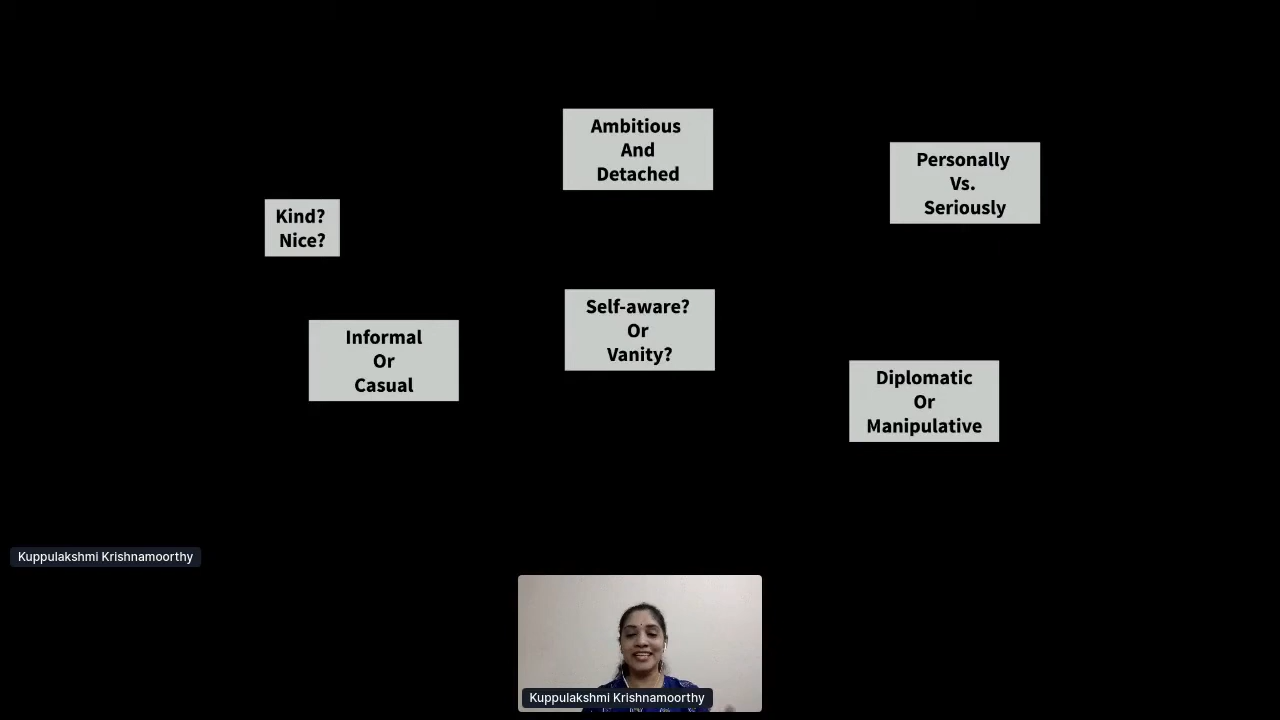 Ambitious
And
Detached
Personally
Vs.
Seriously
Kind?
Nice?
Self-aware?
Or
Vanity?
Informal
Or
Casual
Diplomatic
Or
Manipulative
Kuppulakshmi Krishnamoorthy
Kuppulakshmi Krishnamoorthy